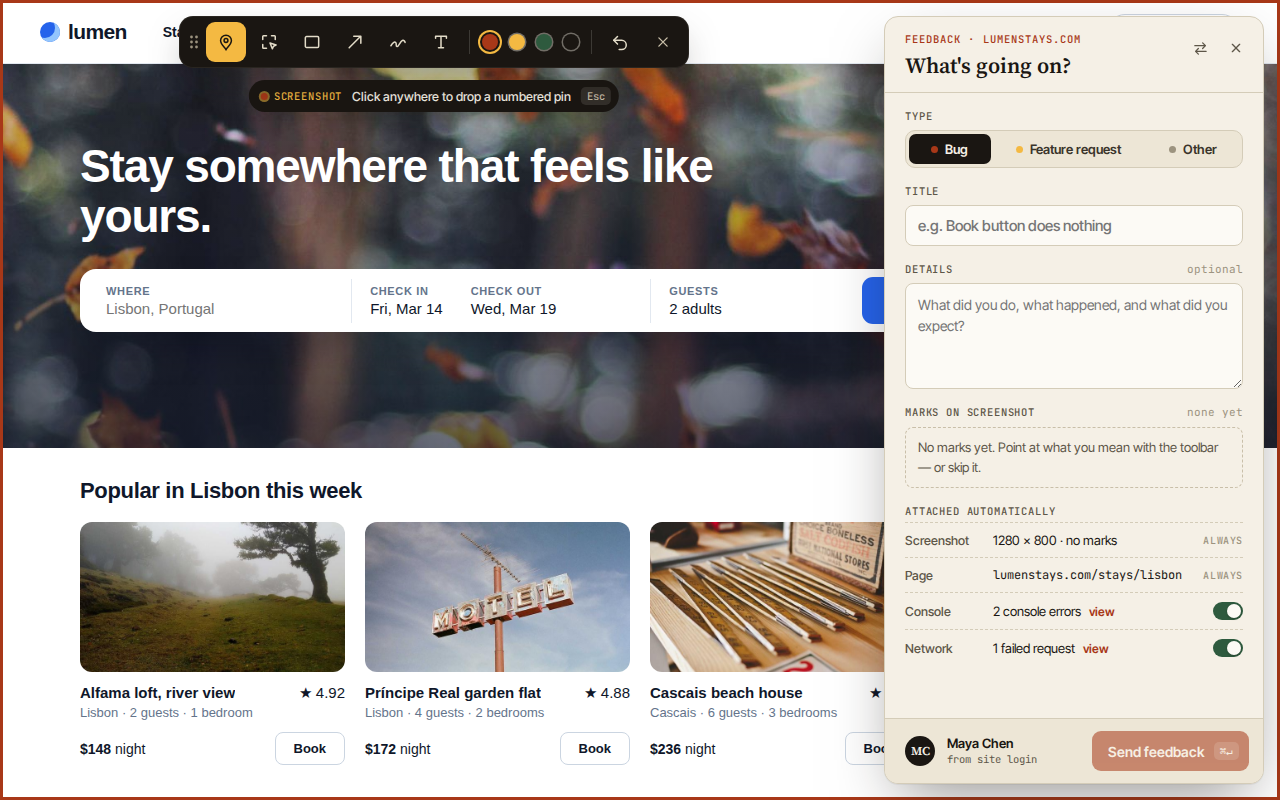 lumen
SCREENSHOT Click anywhere to drop a numbered pin Esc
Stay somewhere that feels like
yours.
WHERE
Lisbon, Portugal
CHECK IN
Fri, Mar 14
CHECK OUT
Wed, Mar 19
GUESTS
2 adults
Popular in Lisbon this week
MOTEL
Alfama loft, river view ★ 4.92
Lisbon · 2 guests · 1 bedroom
$148 night Book
Príncipe Real garden flat ★ 4.88
Lisbon · 4 guests · 2 bedrooms
$172 night Book
Cascais beach house ★
Cascais · 6 guests · 3 bedrooms
$236 night
FEEDBACK · LUMENSTAYS.COM
What's going on?
TYPE
Bug Feature request Other
TITLE
e.g. Book button does nothing
DETAILS optional
What did you do, what happened, and what did you
expect?
MARKS ON SCREENSHOT none yet
No marks yet. Point at what you mean with the toolbar
— or skip it.
ATTACHED AUTOMATICALLY
Screenshot 1280 × 800 · no marks ALWAYS
Page lumenstays.com/stays/lisbon ALWAYS
Console 2 console errors view
Network 1 failed request view
MC
Maya Chen
from site login
Send feedback ⌘↵